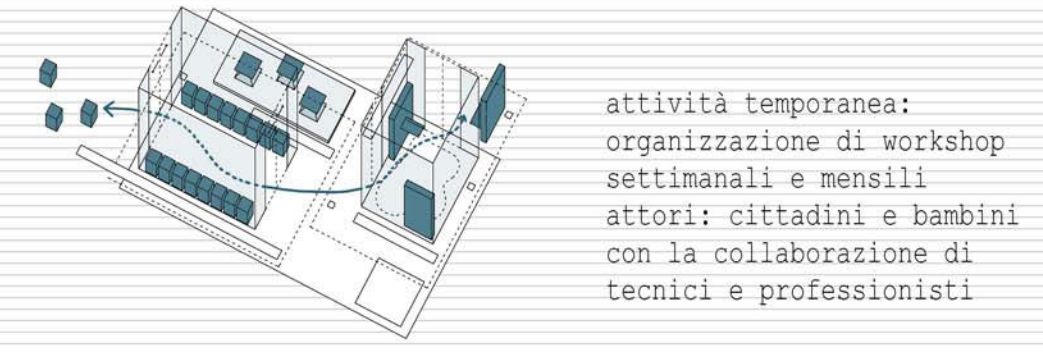 attività temporanea:
organizzazione di workshop
settimanali e mensili
attori: cittadini e bambini
con la collaborazione di
tecnici e professionisti